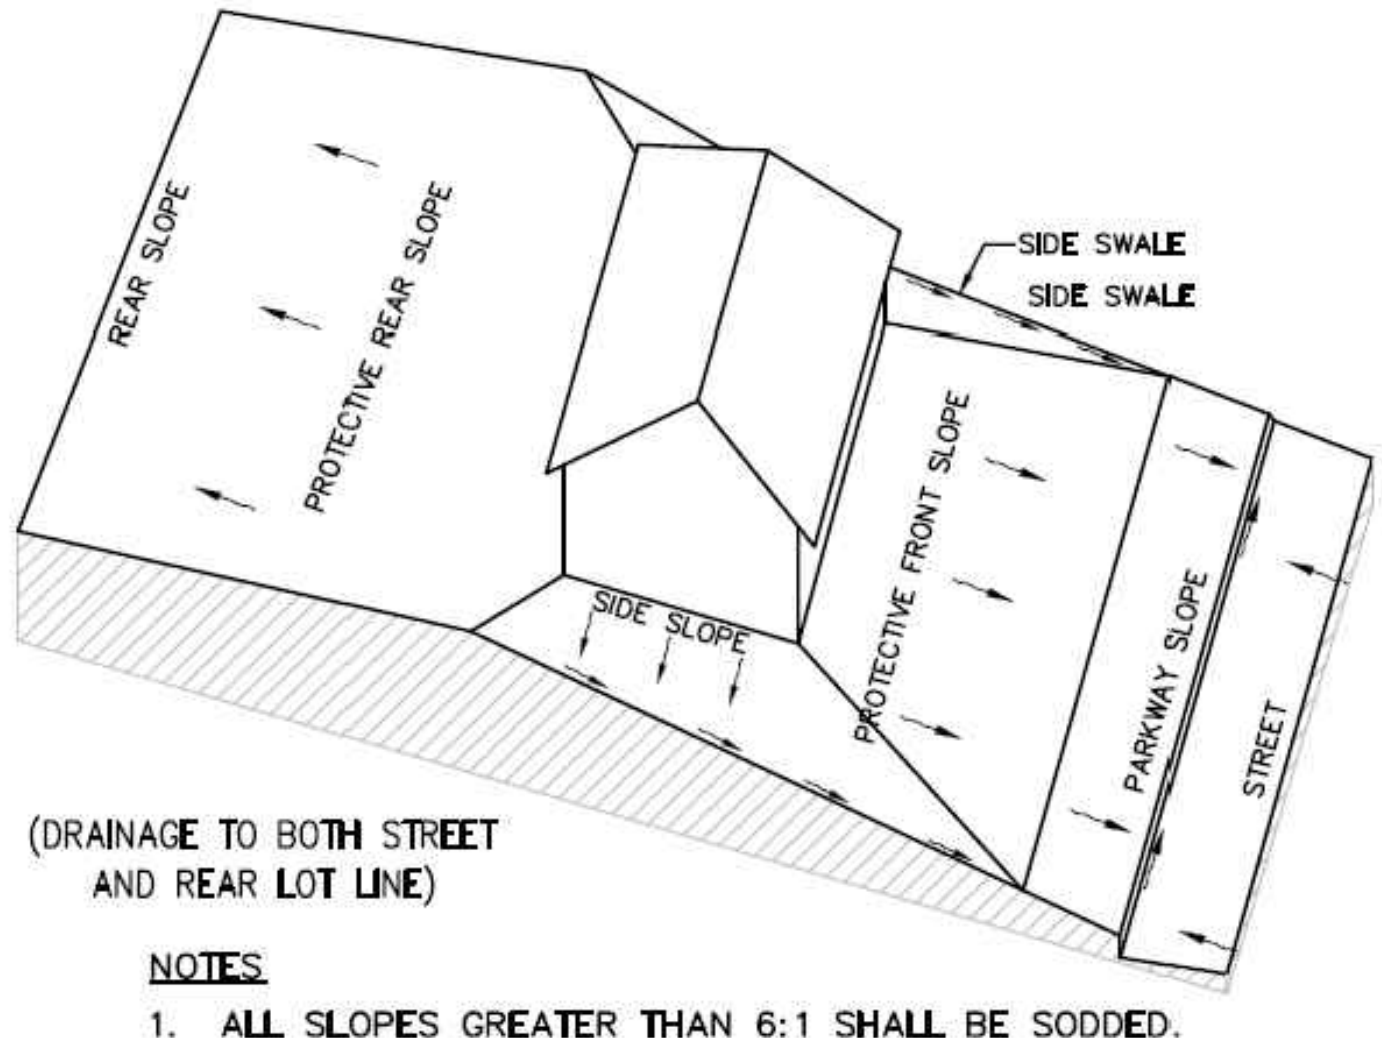 REAR SLOPE
PROTECTIVE REAR SLOPE
SIDE SWALE
SIDE SWALE
PROTECTIVE FRONT SLOPE
SIDE SLOPE
PARKWAY SLOPE
STREET
(DRAINAGE TO BOTH STREET
AND REAR LOT LINE)
NOTES
1. ALL SLOPES GREATER THAN 6:1 SHALL BE SODDED.